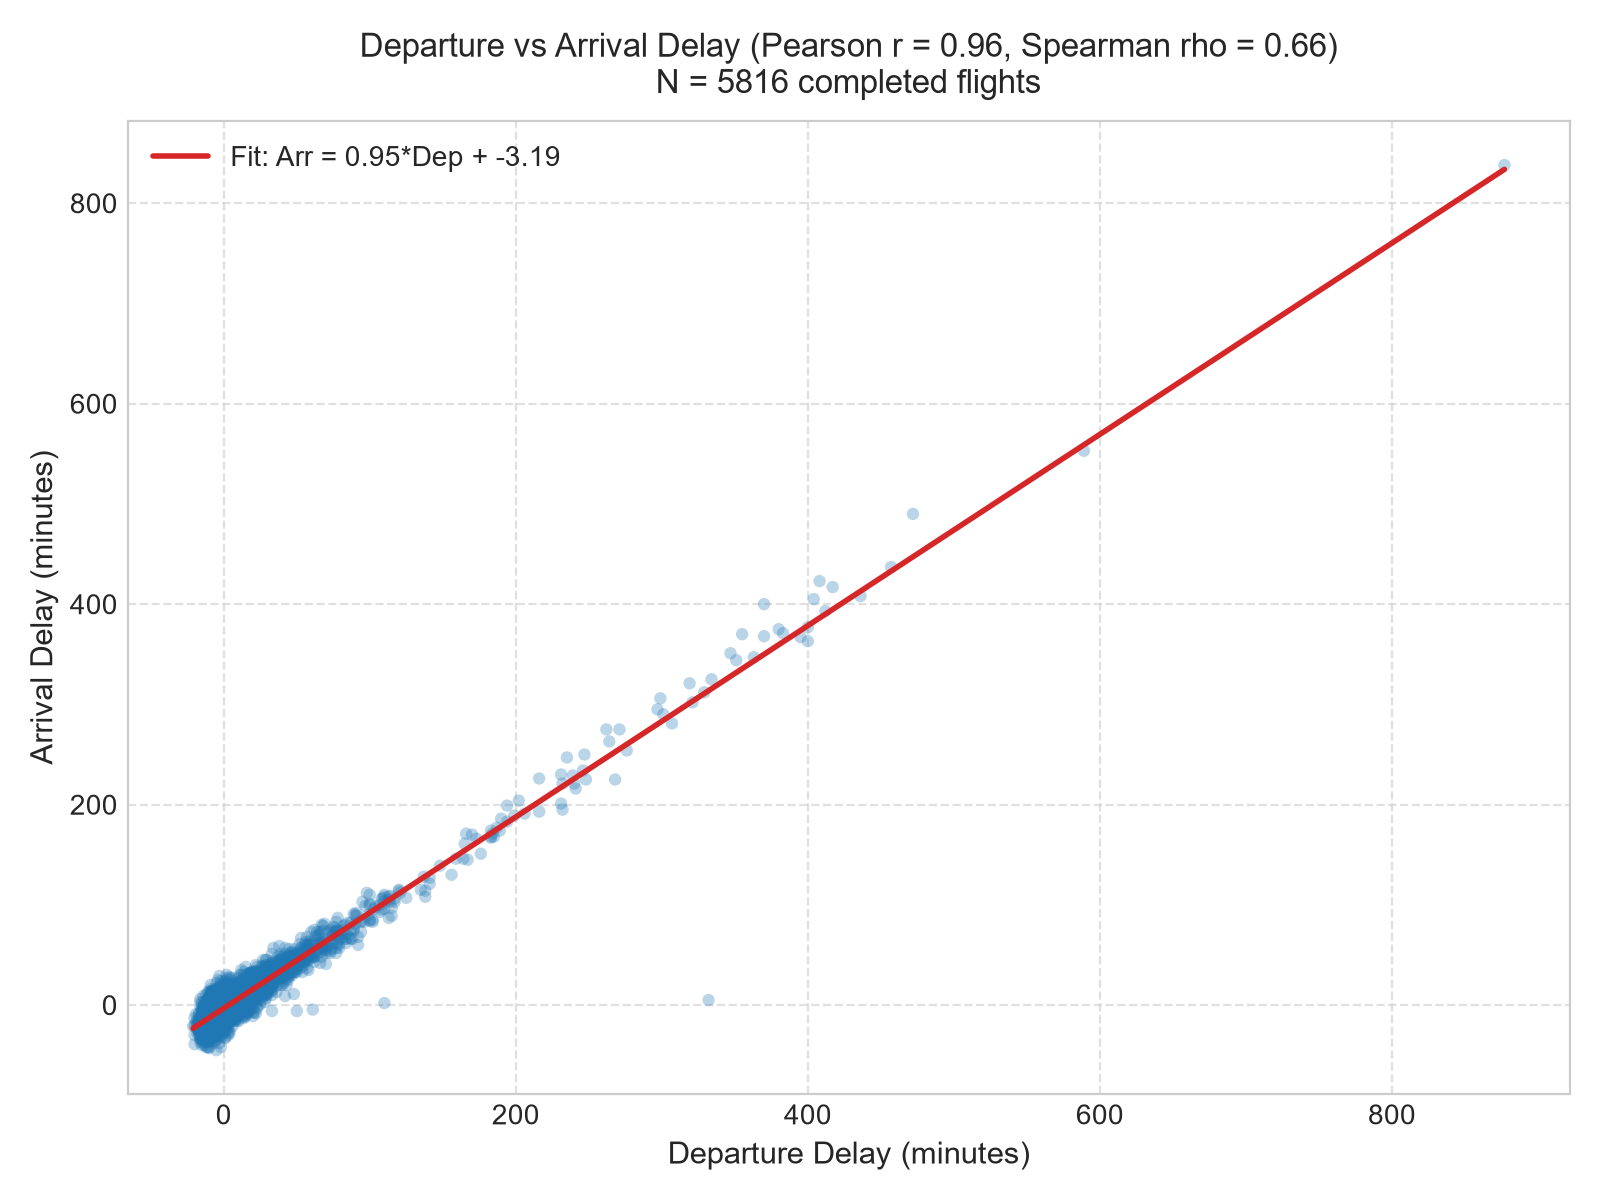 Departure vs Arrival Delay (Pearson r = 0.96, Spearman rho = 0.66)
N = 5816 completed flights
Fit: Arr = 0.95*Dep + -3.19
Arrival Delay (minutes)
800
600
400
200
0
0 200 400 600 800
Departure Delay (minutes)